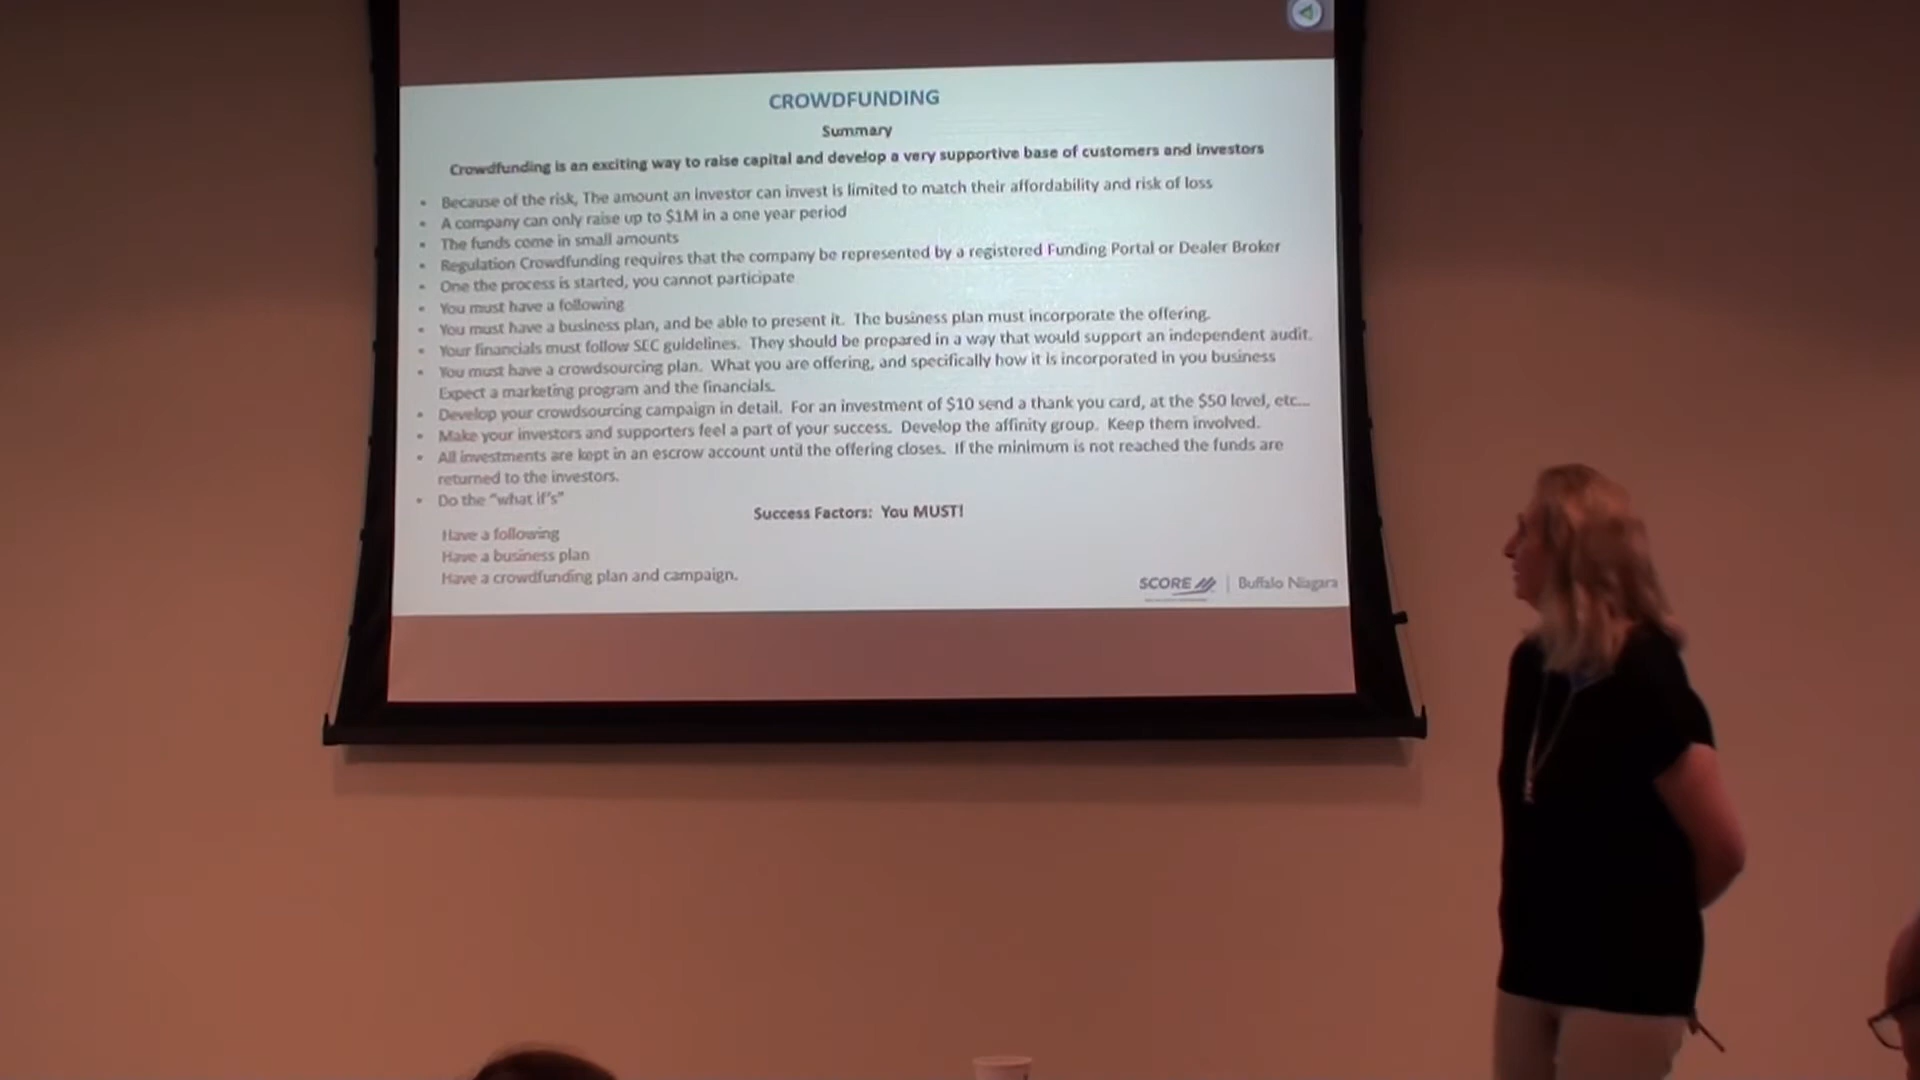 CROWDFUNDING
Summary
Crowdfunding is an exciting way to raise capital and develop a very supportive base of customers and investors
• Because of the risk, The amount an investor can invest is limited to match their affordability and risk of loss
• A company can only raise up to $1M in a one year period
• The funds come in small amounts
• Regulation Crowdfunding requires that the company be represented by a registered Funding Portal or Dealer Broker
• One the process is started, you cannot participate
• You must have a following
• You must have a business plan, and be able to present it. The business plan must incorporate the offering.
• Your financials must follow SEC guidelines. They should be prepared in a way that would support an independent audit.
• You must have a crowdsourcing plan. What you are offering, and specifically how it is incorporated in you business
Expect a marketing program and the financials.
• Develop your crowdsourcing campaign in detail. For an investment of $10 send a thank you card, at the $50 level, etc...
• Make your investors and supporters feel a part of your success. Develop the affinity group. Keep them involved.
• All investments are kept in an escrow account until the offering closes. If the minimum is not reached the funds are
returned to the investors.
• Do the "what if's"
Success Factors: You MUST!
Have a following
Have a business plan
Have a crowdfunding plan and campaign.
SCORE | Buffalo Niagara